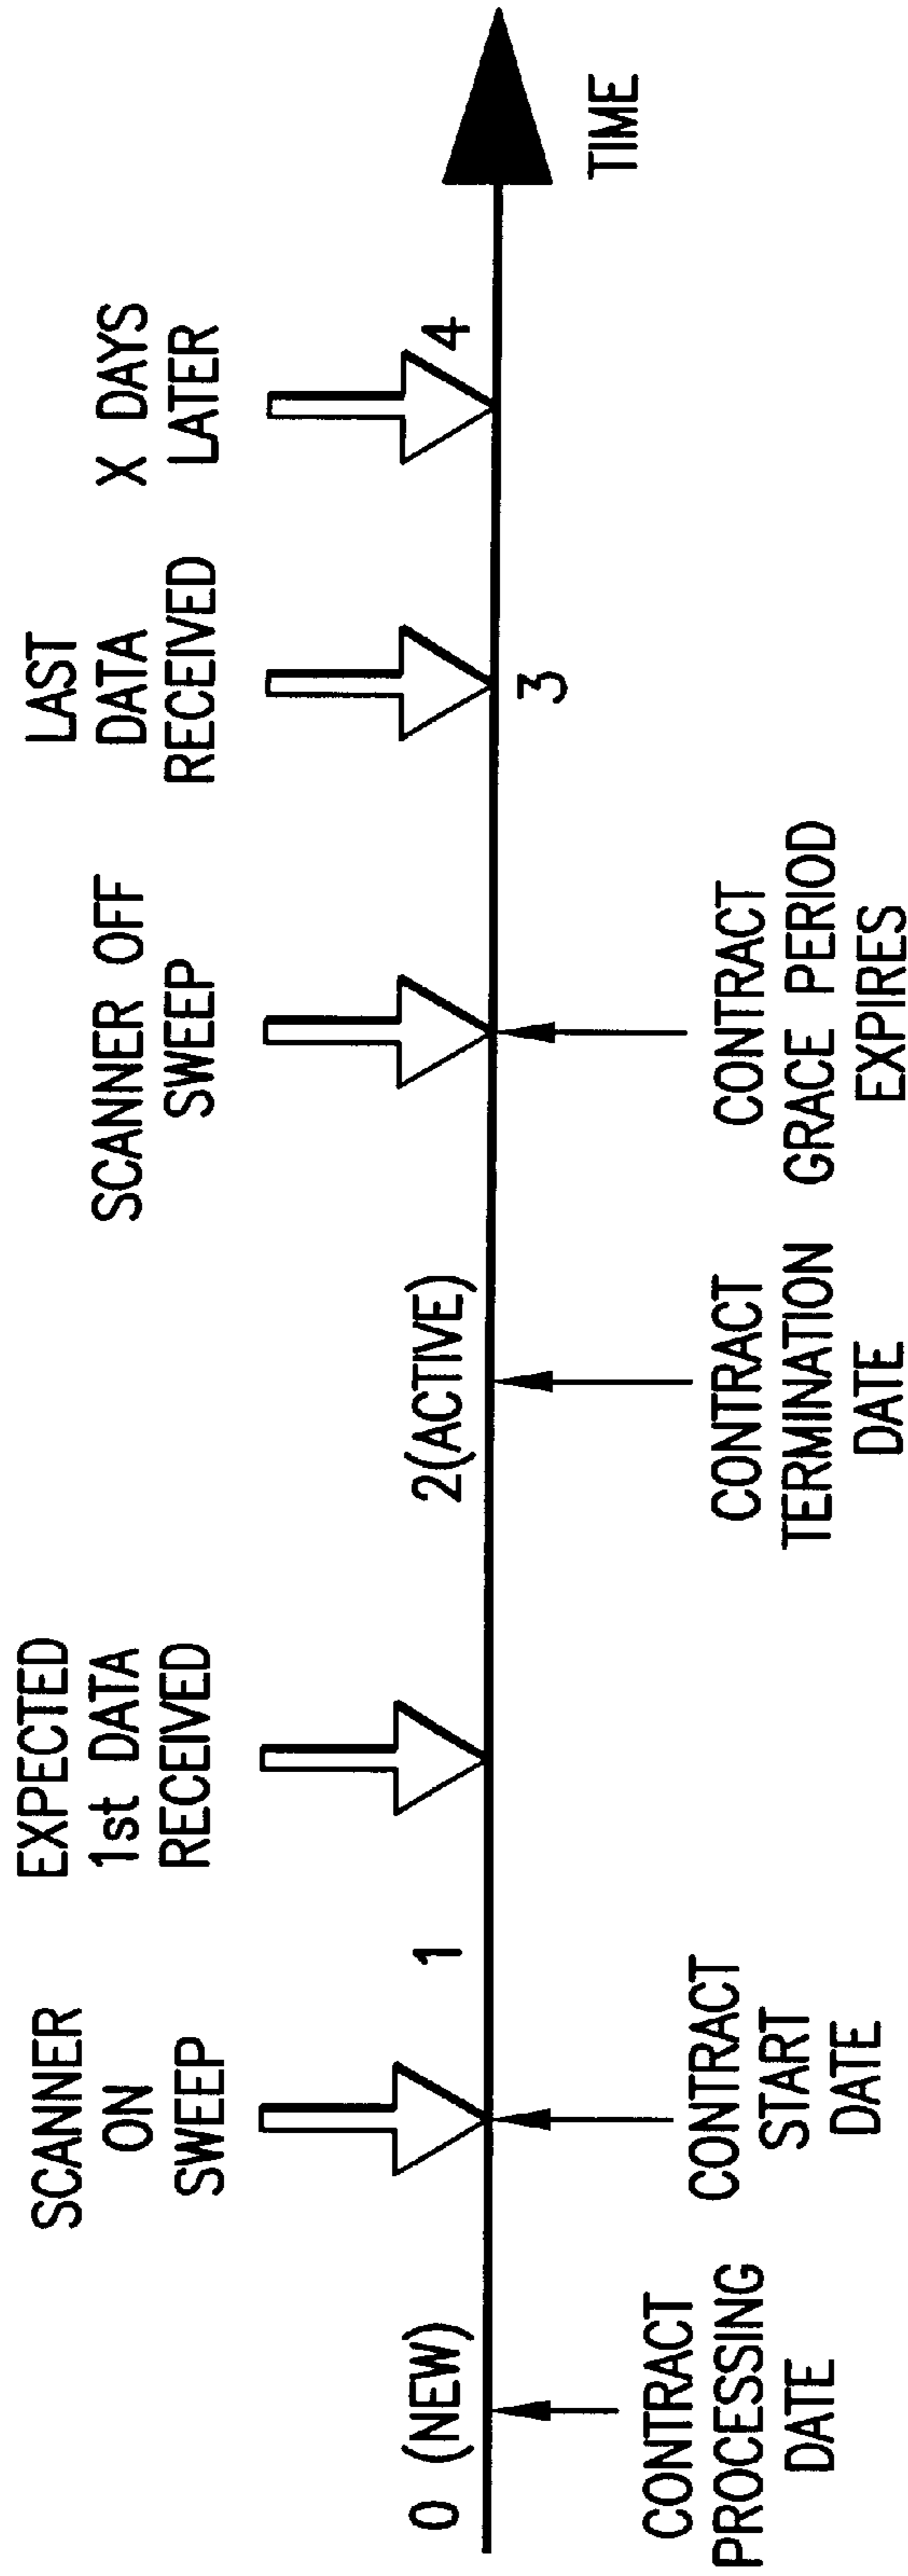 SCANNER
ON
SWEEP
EXPECTED
1st DATA
RECEIVED
SCANNER OFF
SWEEP
LAST
DATA
RECEIVED
X DAYS
LATER
0 (NEW)
1
2(ACTIVE)
3
4
TIME
CONTRACT
PROCESSING
DATE
CONTRACT
START
DATE
CONTRACT
TERMINATION
DATE
CONTRACT
GRACE PERIOD
EXPIRES